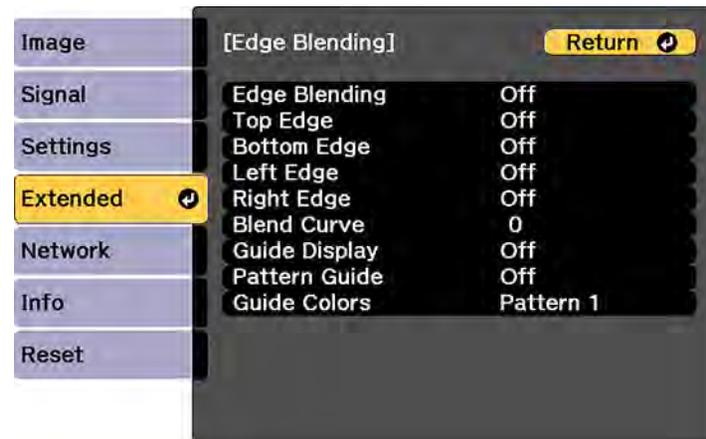 Image
Signal
Settings
Extended
Network
Info
Reset
[Edge Blending] Return
Edge Blending Off
Top Edge Off
Bottom Edge Off
Left Edge Off
Right Edge Off
Blend Curve 0
Guide Display Off
Pattern Guide Off
Guide Colors Pattern 1